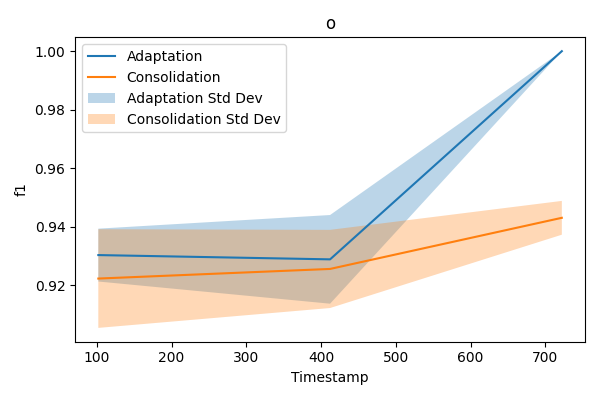 o
Adaptation
Consolidation
Adaptation Std Dev
Consolidation Std Dev
1.00
0.98
0.96
0.94
0.92
f1
100 200 300 400 500 600 700
Timestamp